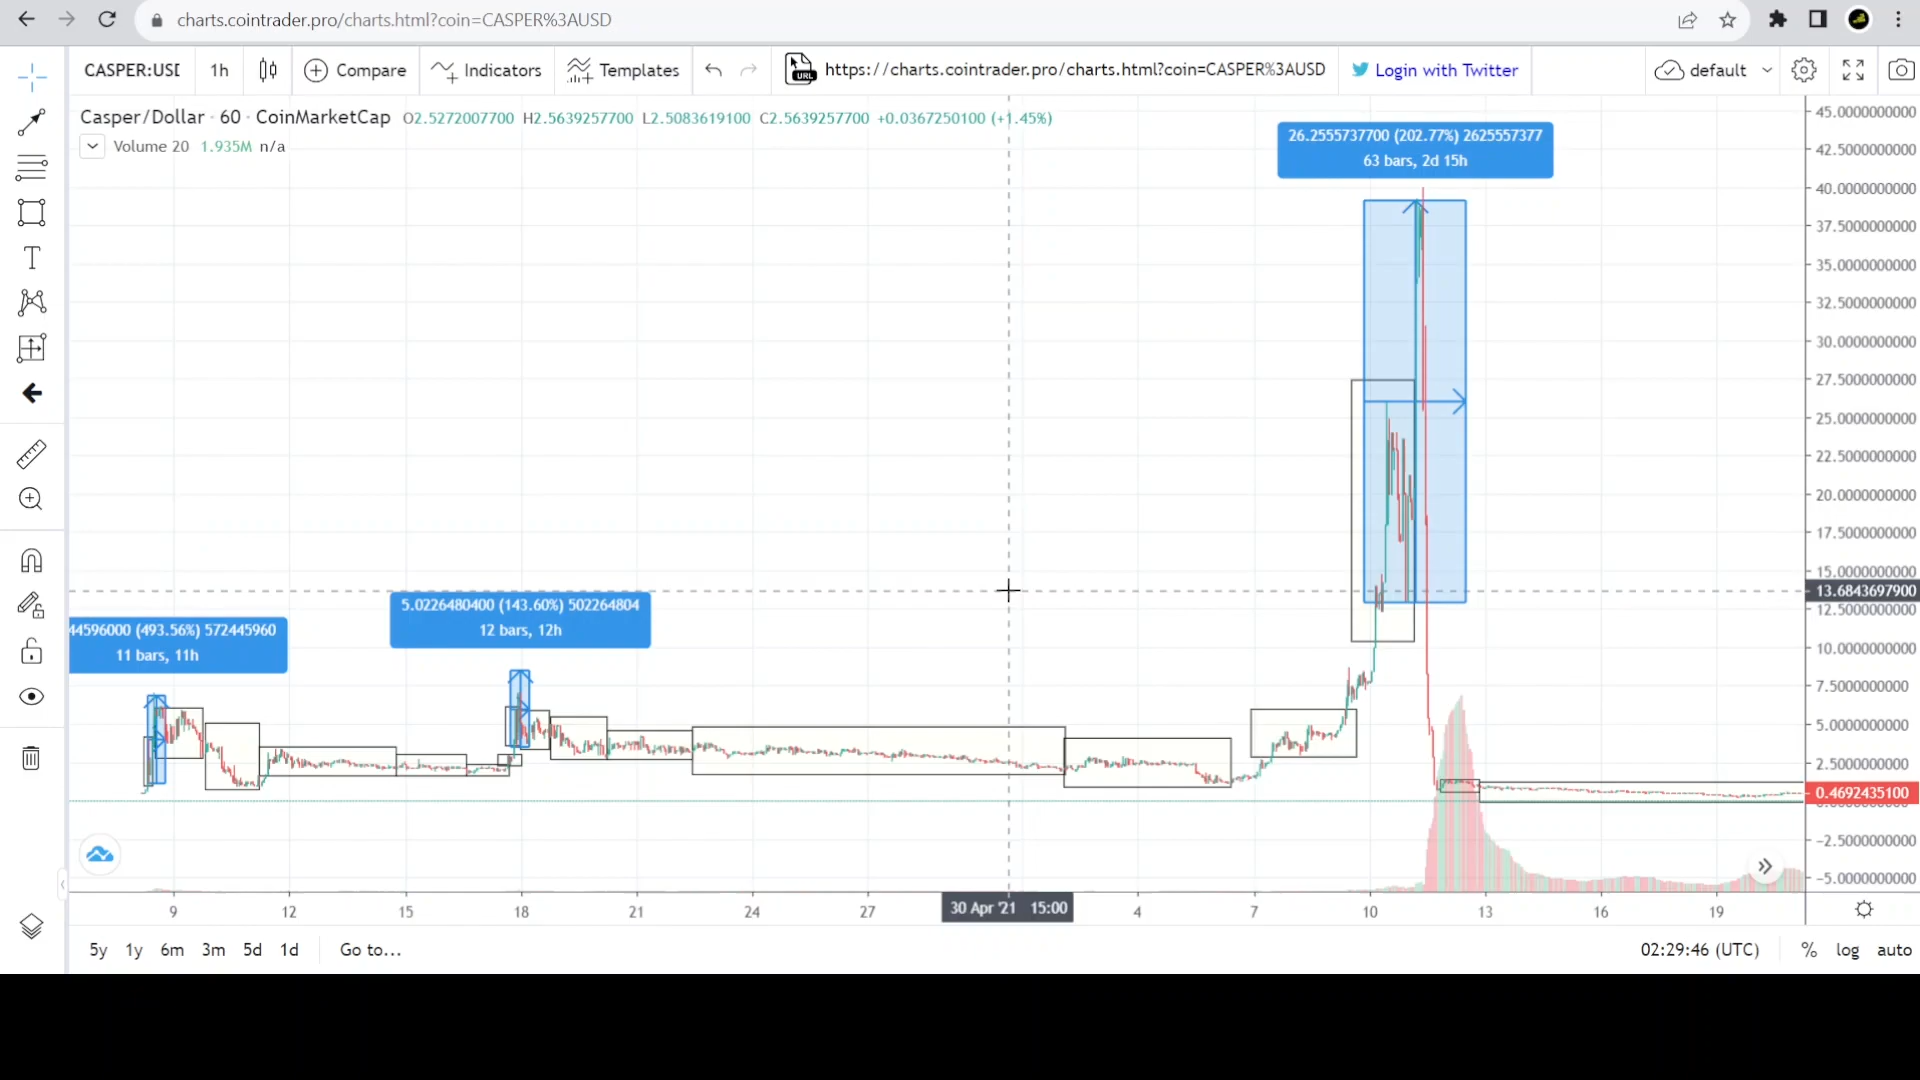 charts.cointrader.pro/charts.html?coin=CASPER%3AUSD
CASPER:USD 1h Compare Indicators Templates URL https://charts.cointrader.pro/charts.html?coin=CASPER%3AUSD Login with Twitter default
Casper/Dollar · 60 · CoinMarketCap O2.5272007700 H2.5639257700 L2.5083619100 C2.5639257700 +0.0367250100 (+1.45%)
Volume 20 1.935M n/a
26.2555737700 (202.77%) 2625557377
63 bars, 2d 15h
5.0226480400 (143.60%) 502264804
12 bars, 12h
44596000 (493.56%) 572445960
11 bars, 11h
45.0000000000
42.5000000000
40.0000000000
37.5000000000
35.0000000000
32.5000000000
30.0000000000
27.5000000000
25.0000000000
22.5000000000
20.0000000000
17.5000000000
15.0000000000
13.6843697900
12.5000000000
10.0000000000
7.5000000000
5.0000000000
2.5000000000
0.4692435100
−2.5000000000
−5.0000000000
9 12 15 18 21 24 27 30 Apr '21 15:00 4 7 10 13 16 19
5y 1y 6m 3m 5d 1d Go to... 02:29:46 (UTC) % log auto